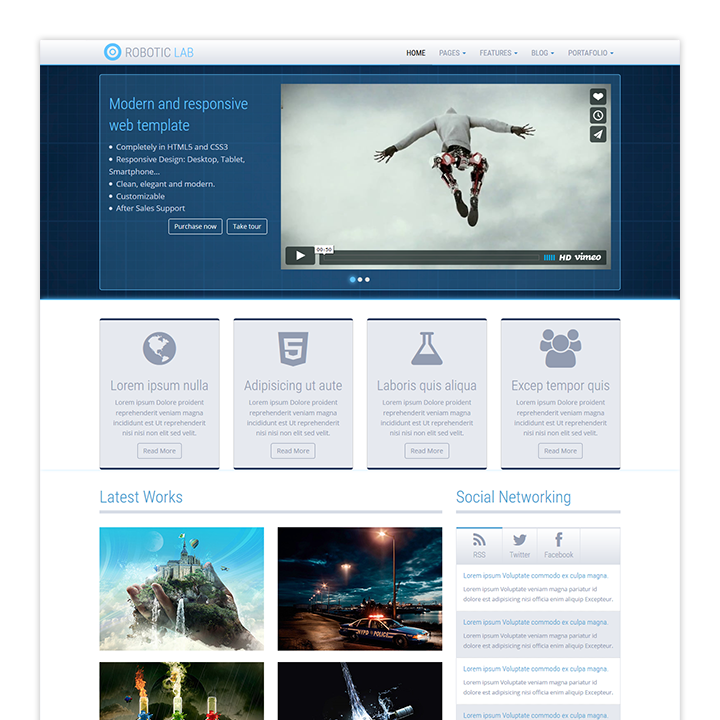 ROBOTIC LAB
HOME PAGES FEATURES BLOG PORTAFOLIO
Modern and responsive
web template
Completely in HTML5 and CSS3
Responsive Design: Desktop, Tablet,
Smartphone...
Clean, elegant and modern.
Customizable
After Sales Support
Purchase now Take tour
00:50
HD vimeo
Lorem ipsum nulla
Lorem ipsum Dolore proident
reprehenderit veniam magna
incididunt est Ut irure officia
nisi nisi non elit sed velit.
Read More
Adipisicing ut aute
Lorem ipsum Dolore proident
reprehenderit veniam magna
incididunt est Ut irure officia
nisi nisi non elit sed velit.
Read More
Laboris quis aliqua
Lorem ipsum Dolore proident
reprehenderit veniam magna
incididunt est Ut irure officia
nisi nisi non elit sed velit.
Read More
Excep tempor quis
Lorem ipsum Dolore proident
reprehenderit veniam magna
incididunt est Ut irure officia
nisi nisi non elit sed velit.
Read More
Latest Works
NYPD POLICE
Social Networking
RSS Twitter Facebook
Lorem ipsum Voluptate commodo ex culpa magna.
Lorem ipsum Voluptate veniam magna pariatur id
dolore est adipisicing nisi officia enim aliquip Excepteur.
Lorem ipsum Voluptate commodo ex culpa magna.
Lorem ipsum Voluptate veniam magna pariatur id
dolore est adipisicing nisi officia enim aliquip Excepteur.
Lorem ipsum Voluptate commodo ex culpa magna.
Lorem ipsum Voluptate veniam magna pariatur id
dolore est adipisicing nisi officia enim aliquip Excepteur.
Lorem ipsum Voluptate commodo ex culpa magna.